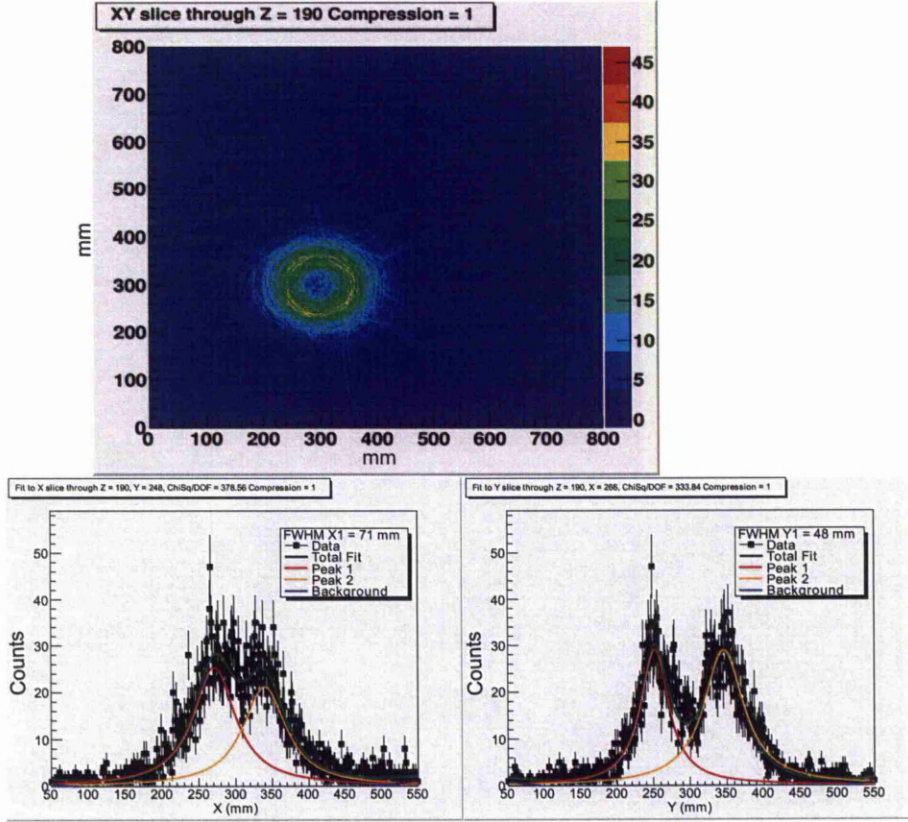 XY slice through Z = 190 Compression = 1
800
700
600
500
400
300
200
100
0
mm
0 100 200 300 400 500 600 700 800
mm
45
40
35
30
25
20
15
10
5
0
Fit to X slice through Z = 190, Y = 248, ChiSq/DOF = 378.56 Compression = 1
50
40
30
20
10
0
Counts
FWHM X1 = 71 mm
Data
Total Fit
Peak 1
Peak 2
Background
50 100 150 200 250 300 350 400 450 500 550
X (mm)
Fit to Y slice through Z = 190, X = 266, ChiSq/DOF = 333.84 Compression = 1
50
40
30
20
10
0
Counts
FWHM Y1 = 48 mm
Data
Total Fit
Peak 1
Peak 2
Background
50 100 150 200 250 300 350 400 450 500 550
Y (mm)